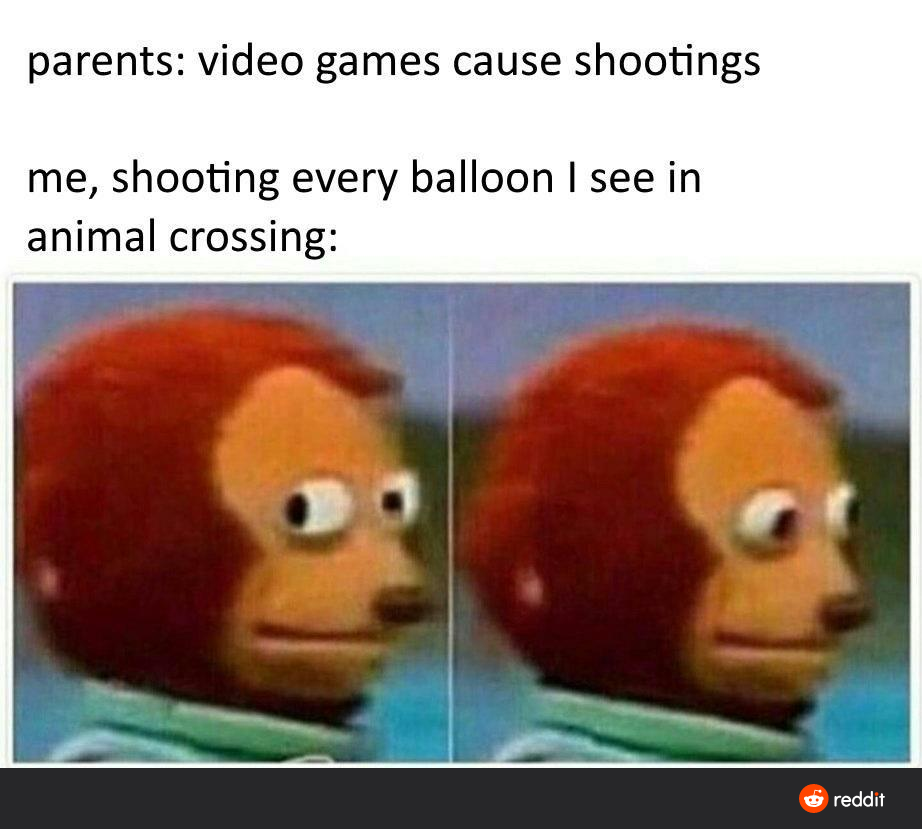 parents: video games cause shootings
me, shooting every balloon I see in
animal crossing:
reddit